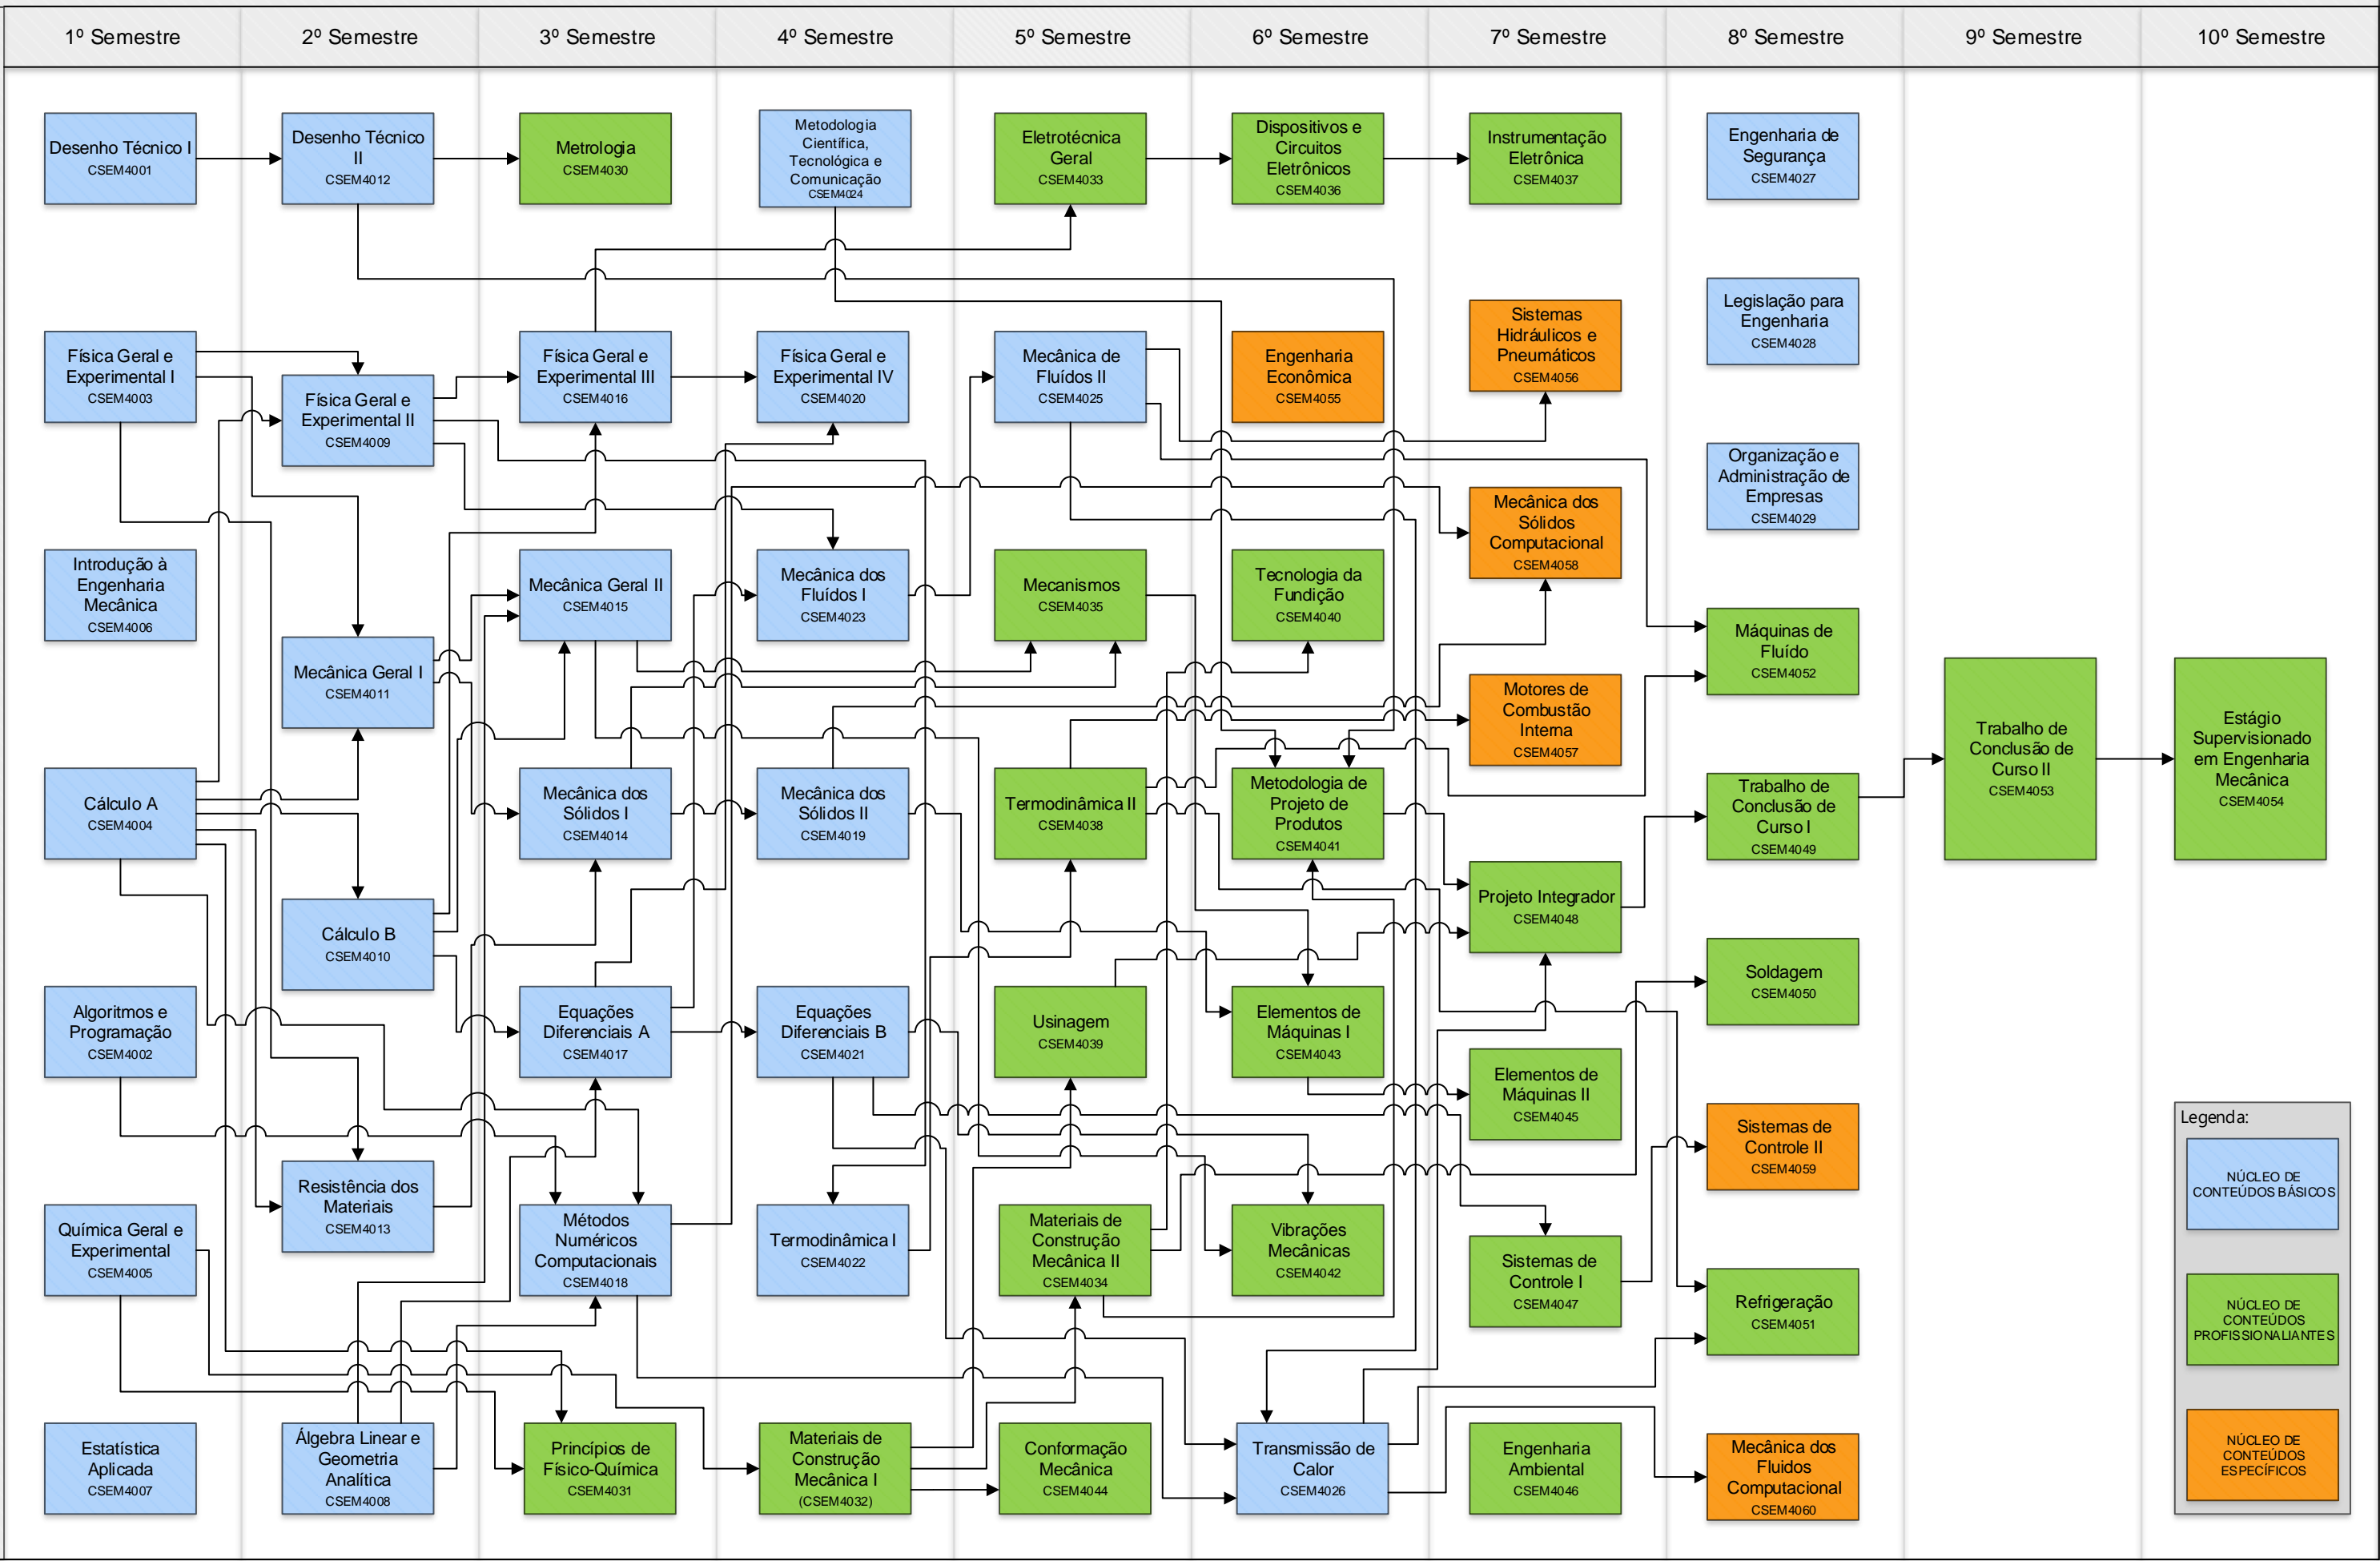 1º Semestre
2º Semestre
3º Semestre
4º Semestre
5º Semestre
6º Semestre
7º Semestre
8º Semestre
9º Semestre
10º Semestre
Desenho Técnico I
CSEM4001
Física Geral e
Experimental I
CSEM4003
Introdução à
Engenharia
Mecânica
CSEM4006
Cálculo A
CSEM4004
Algoritmos e
Programação
CSEM4002
Química Geral e
Experimental
CSEM4005
Estatística
Aplicada
CSEM4007
Desenho Técnico
II
CSEM4012
Física Geral e
Experimental II
CSEM4009
Mecânica Geral I
CSEM4011
Cálculo B
CSEM4010
Resistência dos
Materiais
CSEM4013
Álgebra Linear e
Geometria
Analítica
CSEM4008
Metrologia
CSEM4030
Física Geral e
Experimental III
CSEM4016
Mecânica Geral II
CSEM4015
Mecânica dos
Sólidos I
CSEM4014
Equações
Diferenciais A
CSEM4017
Métodos
Numéricos
Computacionais
CSEM4018
Princípios de
Físico-Química
CSEM4031
Metodologia
Científica,
Tecnológica e
Comunicação
CSEM4024
Física Geral e
Experimental IV
CSEM4020
Mecânica dos
Fluídos I
CSEM4023
Mecânica dos
Sólidos II
CSEM4019
Equações
Diferenciais B
CSEM4021
Termodinâmica I
CSEM4022
Materiais de
Construção
Mecânica I
(CSEM4032)
Eletrotécnica
Geral
CSEM4033
Mecânica de
Fluídos II
CSEM4025
Mecanismos
CSEM4035
Termodinâmica II
CSEM4038
Usinagem
CSEM4039
Materiais de
Construção
Mecânica II
CSEM4034
Conformação
Mecânica
CSEM4044
Dispositivos e
Circuitos
Eletrônicos
CSEM4036
Engenharia
Econômica
CSEM4055
Tecnologia da
Fundição
CSEM4040
Metodologia de
Projeto de
Produtos
CSEM4041
Elementos de
Máquinas I
CSEM4043
Vibrações
Mecânicas
CSEM4042
Transmissão de
Calor
CSEM4026
Instrumentação
Eletrônica
CSEM4037
Sistemas
Hidráulicos e
Pneumáticos
CSEM4056
Mecânica dos
Sólidos
Computacional
CSEM4058
Motores de
Combustão
Interna
CSEM4057
Projeto Integrador
CSEM4048
Elementos de
Máquinas II
CSEM4045
Sistemas de
Controle I
CSEM4047
Engenharia
Ambiental
CSEM4046
Engenharia de
Segurança
CSEM4027
Legislação para
Engenharia
CSEM4028
Organização e
Administração de
Empresas
CSEM4029
Máquinas de
Fluído
CSEM4052
Trabalho de
Conclusão de
Curso I
CSEM4049
Soldagem
CSEM4050
Sistemas de
Controle II
CSEM4059
Refrigeração
CSEM4051
Mecânica dos
Fluidos
Computacional
CSEM4060
Trabalho de
Conclusão de
Curso II
CSEM4053
Estágio
Supervisionado
em Engenharia
Mecânica
CSEM4054
Legenda:
NÚCLEO DE
CONTEÚDOS BÁSICOS
NÚCLEO DE
CONTEÚDOS
PROFISSIONALIANTES
NÚCLEO DE
CONTEÚDOS
ESPECÍFICOS